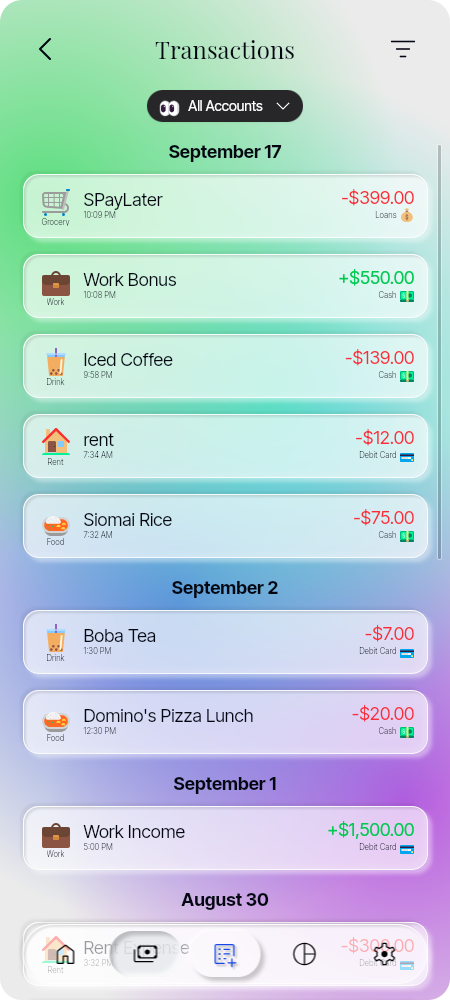 Transactions
All Accounts
September 17
SPayLater
-$399.00
Grocery
10:09 PM
Loans
Work Bonus
+$550.00
Work
10:08 PM
Cash
Iced Coffee
-$139.00
Drink
9:58 PM
Cash
rent
-$12.00
Rent
7:34 AM
Debit Card
Siomai Rice
-$75.00
Food
7:32 AM
Cash
September 2
Boba Tea
-$7.00
Drink
1:30 PM
Debit Card
Domino's Pizza Lunch
-$20.00
Food
12:30 PM
Cash
September 1
Work Income
+$1,500.00
Work
5:00 PM
Debit Card
August 30
Rent Expense
-$300.00
Rent
3:32 PM
Debit Card